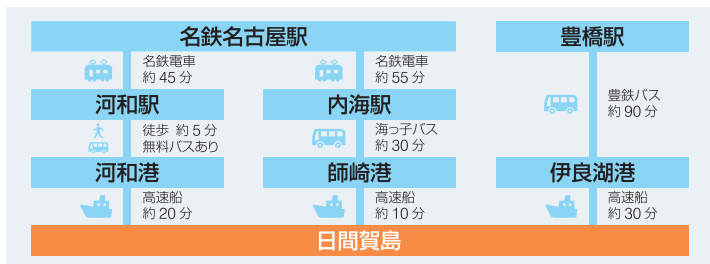 名鉄名古屋駅
豊橋駅
名鉄電車
約45分
名鉄電車
約55分
河和駅
内海駅
豊鉄バス
約90分
徒歩 約5分
無料バスあり
海っ子バス
約30分
河和港
師崎港
伊良湖港
高速船
約20分
高速船
約10分
高速船
約30分
日間賀島